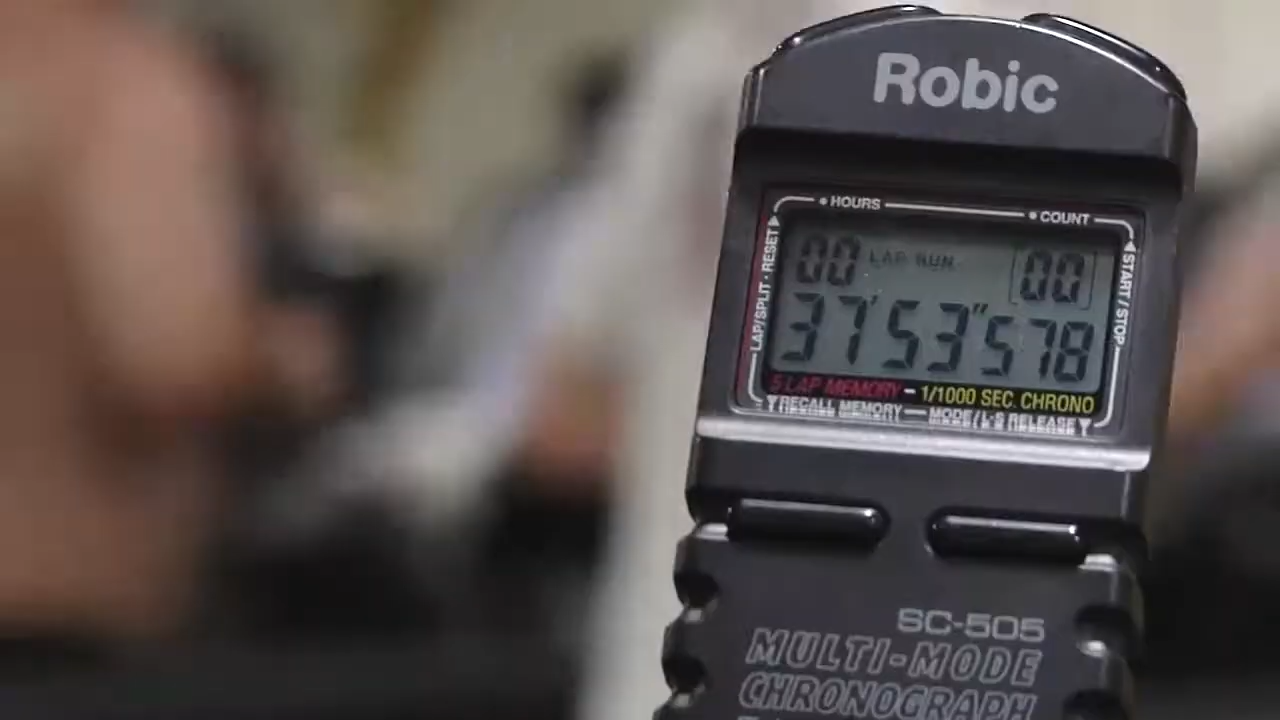 Robic
• HOURS
• COUNT
LAP/SPLIT • RESET
START / STOP
00 LAP RUN 00
37' 53" 578
5 LAP MEMORY – 1/1000 SEC. CHRONO
RECALL MEMORY — MODE/L-S RELEASE
SC-505
MULTI-MODE
CHRONOGRAPH